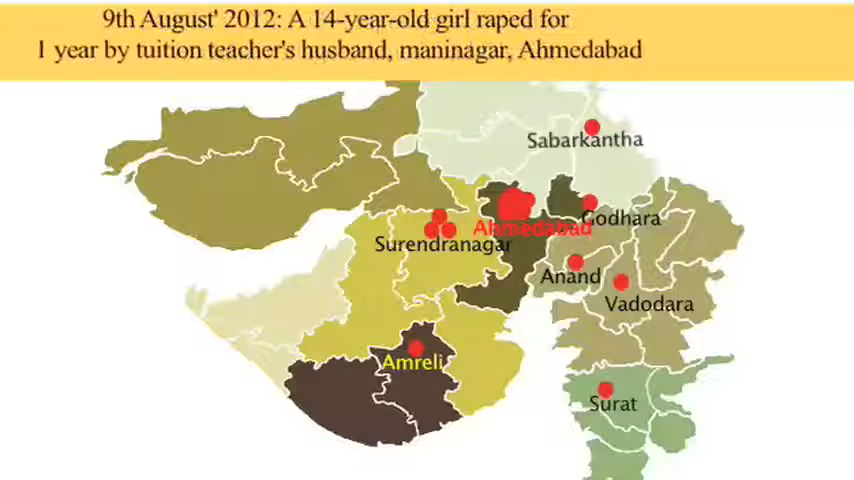 9th August' 2012: A 14-year-old girl raped for
1 year by tuition teacher's husband, maninagar, Ahmedabad
Sabarkantha
Godhara
Ahmedabad
Surendranagar
Anand
Vadodara
Amreli
Surat